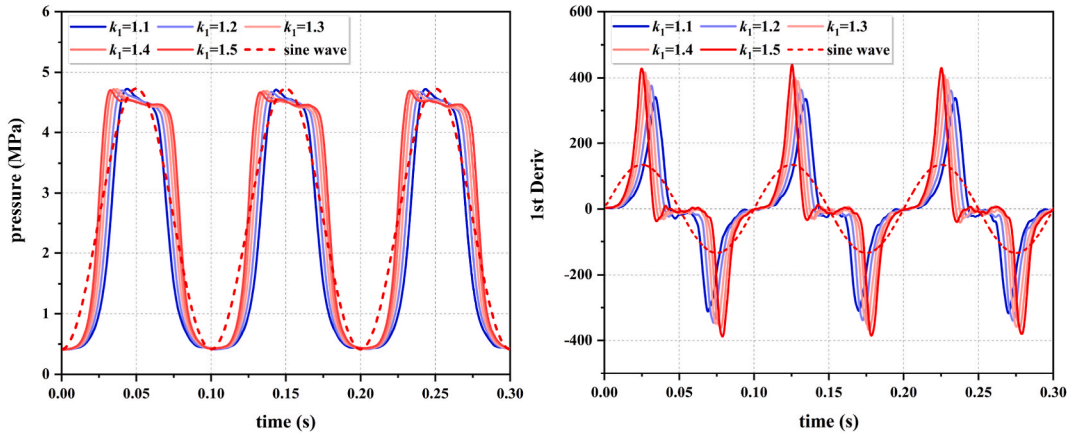 k₁=1.1 k₁=1.2 k₁=1.3
k₁=1.4 k₁=1.5 sine wave
6
5
4
3
2
1
0
pressure (MPa)
0.00 0.05 0.10 0.15 0.20 0.25 0.30
time (s)
k₁=1.1 k₁=1.2 k₁=1.3
k₁=1.4 k₁=1.5 sine wave
600
400
200
0
-200
-400
1st Deriv
0.00 0.05 0.10 0.15 0.20 0.25 0.30
time (s)